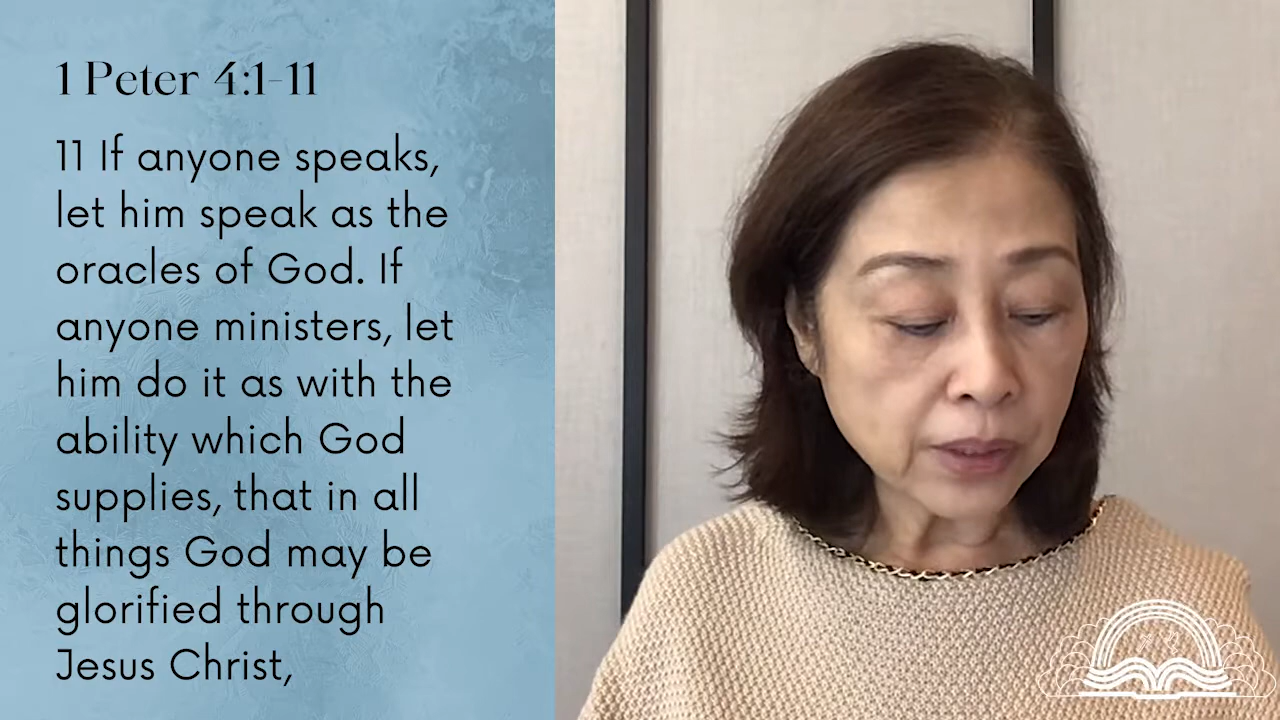 1 Peter 4:1-11
11 If anyone speaks,
let him speak as the
oracles of God. If
anyone ministers, let
him do it as with the
ability which God
supplies, that in all
things God may be
glorified through
Jesus Christ,